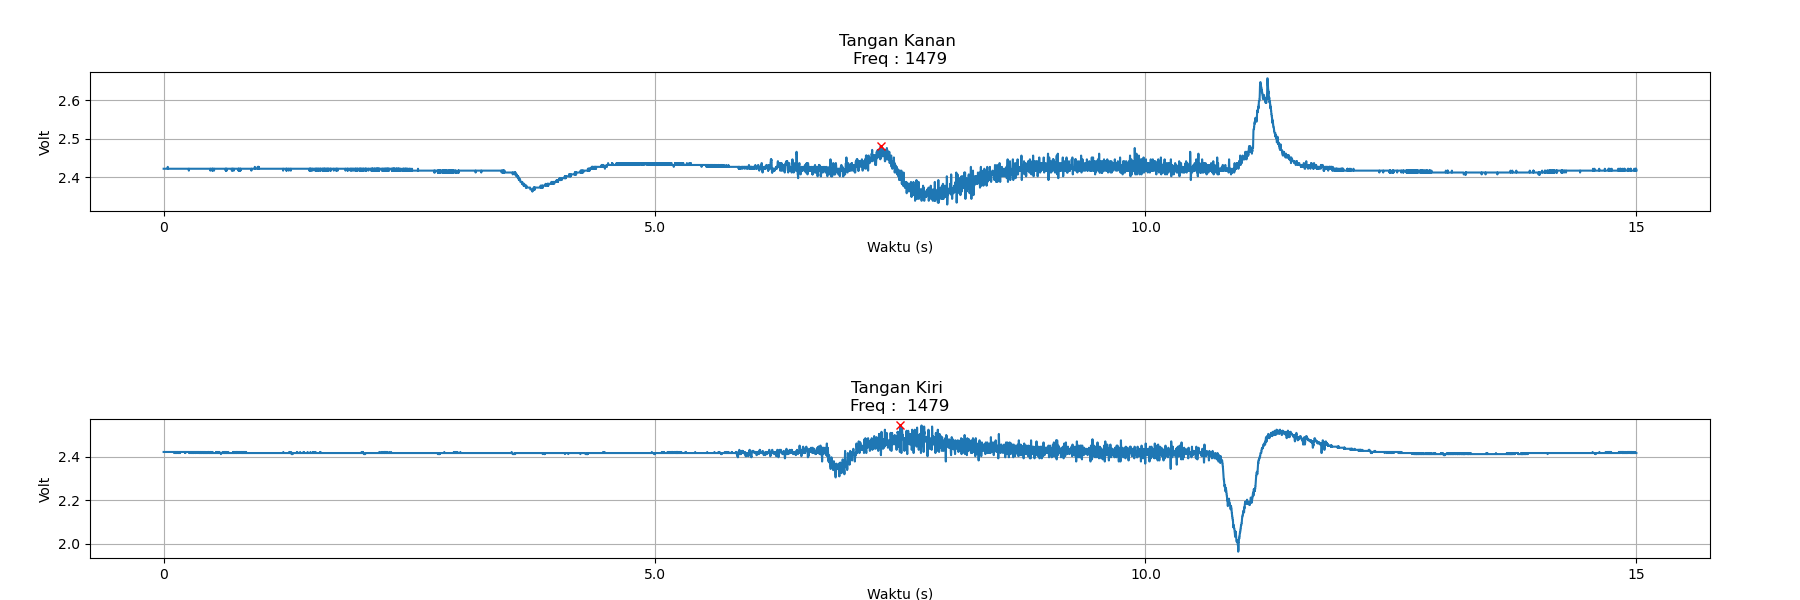 Tangan Kanan
Freq : 1479
Volt
2.6
2.5
2.4
0 5.0 10.0 15
Waktu (s)
Tangan Kiri
Freq :  1479
Volt
2.4
2.2
2.0
0 5.0 10.0 15
Waktu (s)